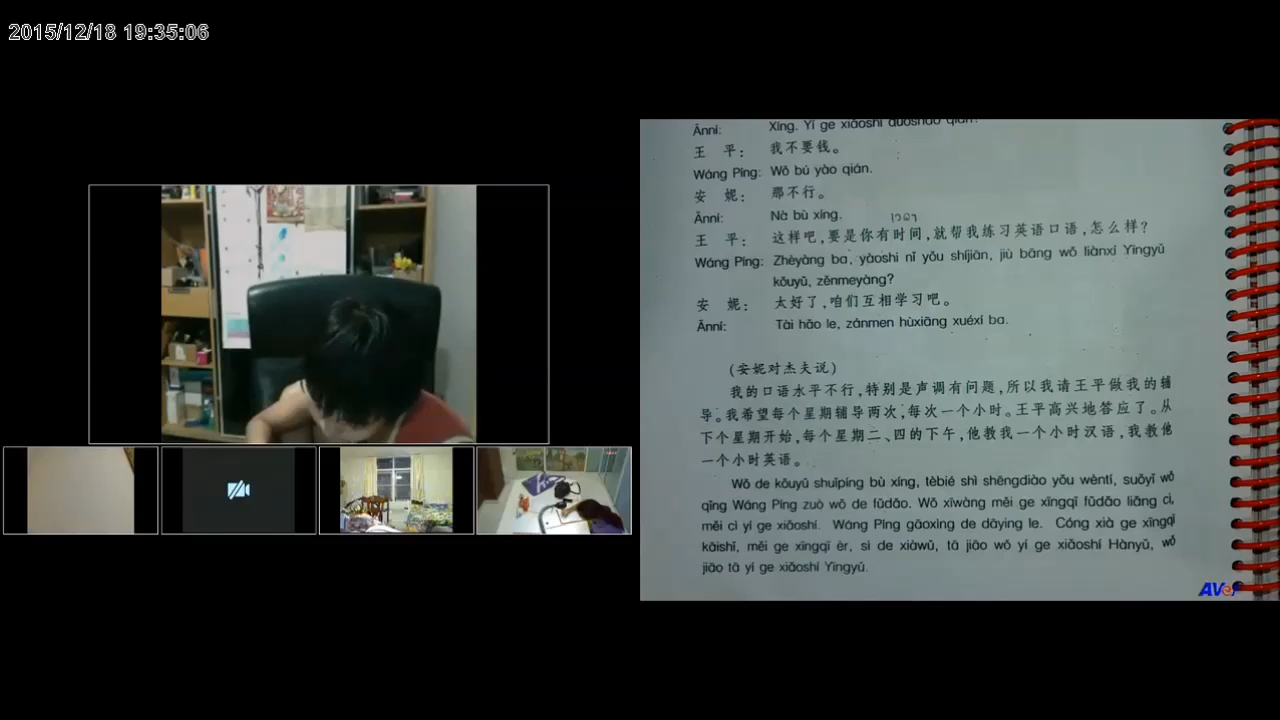 2015/12/18 19:35:06
Ānní: Xíng. Yí ge xiǎoshí duōshao qián?
王 平： 我不要钱。
Wáng Píng: Wǒ bú yào qián.
安 妮： 那不行。
Ānní: Nà bù xíng.
เวลา
王 平： 这样吧，要是你有时间，就帮我练习英语口语，怎么样？
Wáng Píng: Zhèyàng ba, yàoshi nǐ yǒu shíjiān, jiù bāng wǒ liànxí Yīngyǔ
kǒuyǔ, zěnmeyàng?
安 妮： 太好了，咱们互相学习吧。
Ānní: Tài hǎo le, zánmen hùxiāng xuéxí ba.
（安妮对杰夫说）
我的口语水平不行，特别是声调有问题，所以我请王平做我的辅
导。我希望每个星期辅导两次，每次一个小时。王平高兴地答应了。从
下个星期开始，每个星期二、四的下午，他教我一个小时汉语，我教他
一个小时英语。
Wǒ de kǒuyǔ shuǐpíng bù xíng, tèbié shì shēngdiào yǒu wèntí, suǒyǐ wǒ
qǐng Wáng Píng zuò wǒ de fǔdǎo. Wǒ xīwàng měi ge xīngqī fǔdǎo liǎng cì,
měi cì yí ge xiǎoshí. Wáng Píng gāoxìng de dāying le. Cóng xià ge xīngqī
kāishǐ, měi ge xīngqī èr, sì de xiàwǔ, tā jiāo wǒ yí ge xiǎoshí Hànyǔ, wǒ
jiāo tā yí ge xiǎoshí Yīngyǔ.
AVer